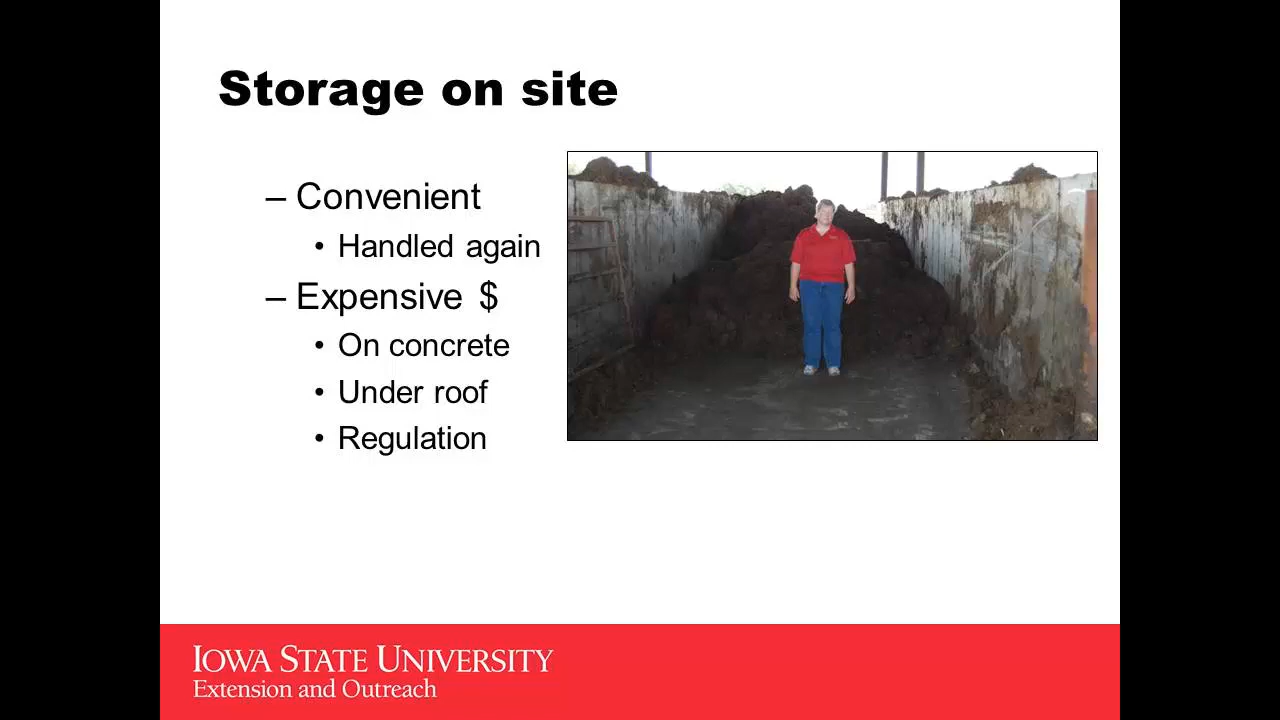 Storage on site
– Convenient
• Handled again
– Expensive $
• On concrete
• Under roof
• Regulation
IOWA STATE UNIVERSITY
Extension and Outreach